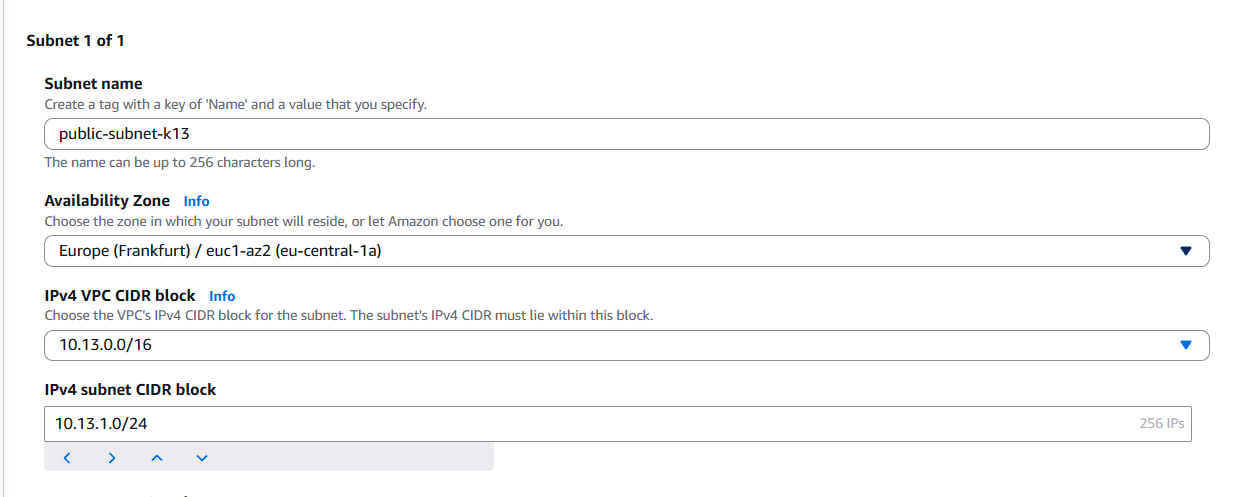 Subnet 1 of 1
Subnet name
Create a tag with a key of 'Name' and a value that you specify.
public-subnet-k13
The name can be up to 256 characters long.
Availability Zone Info
Choose the zone in which your subnet will reside, or let Amazon choose one for you.
Europe (Frankfurt) / euc1-az2 (eu-central-1a)
IPv4 VPC CIDR block Info
Choose the VPC's IPv4 CIDR block for the subnet. The subnet's IPv4 CIDR must lie within this block.
10.13.0.0/16
IPv4 subnet CIDR block
10.13.1.0/24 256 IPs